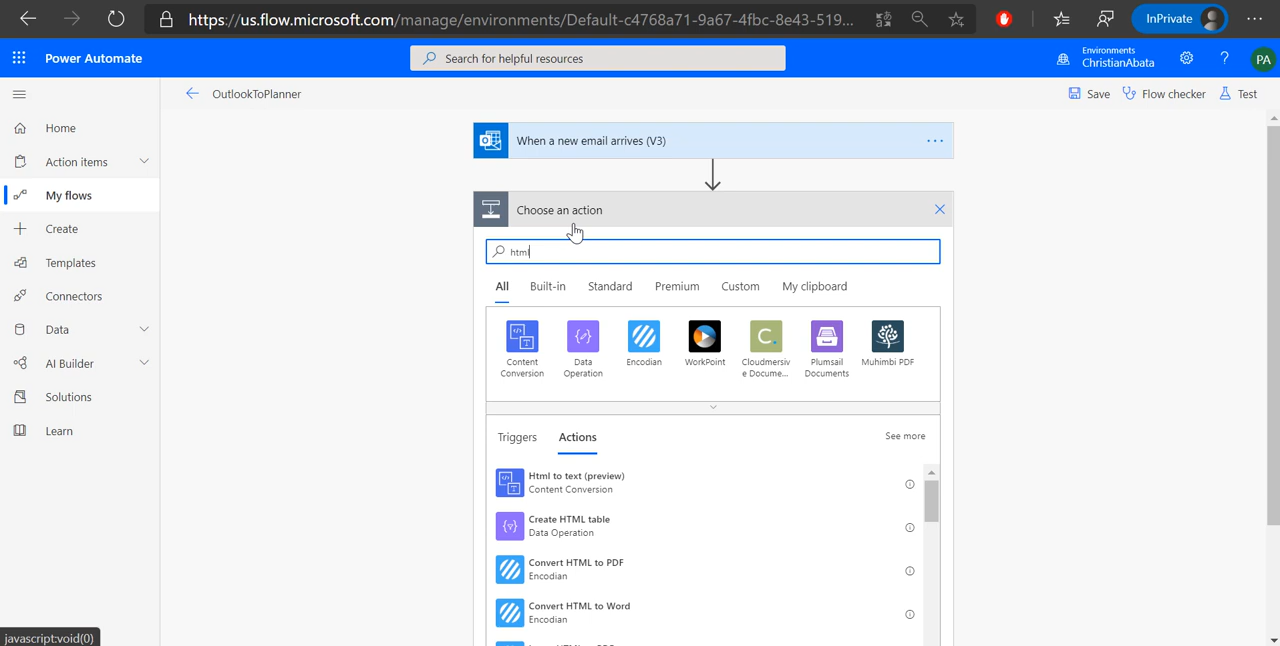 https://us.flow.microsoft.com/manage/environments/Default-c4768a71-9a67-4fbc-8e43-519...
InPrivate
Power Automate
Search for helpful resources
Environments
ChristianAbata
PA
OutlookToPlanner
Save
Flow checker
Test
Home
Action items
My flows
Create
Templates
Connectors
Data
AI Builder
Solutions
Learn
When a new email arrives (V3)
Choose an action
html
All
Built-in
Standard
Premium
Custom
My clipboard
Content
Conversion
Data
Operation
Encodian
WorkPoint
Cloudmersiv
e Docume...
Plumsail
Documents
Muhimbi PDF
Triggers
Actions
See more
Html to text (preview)
Content Conversion
Create HTML table
Data Operation
Convert HTML to PDF
Encodian
Convert HTML to Word
Encodian
javascript:void(0)